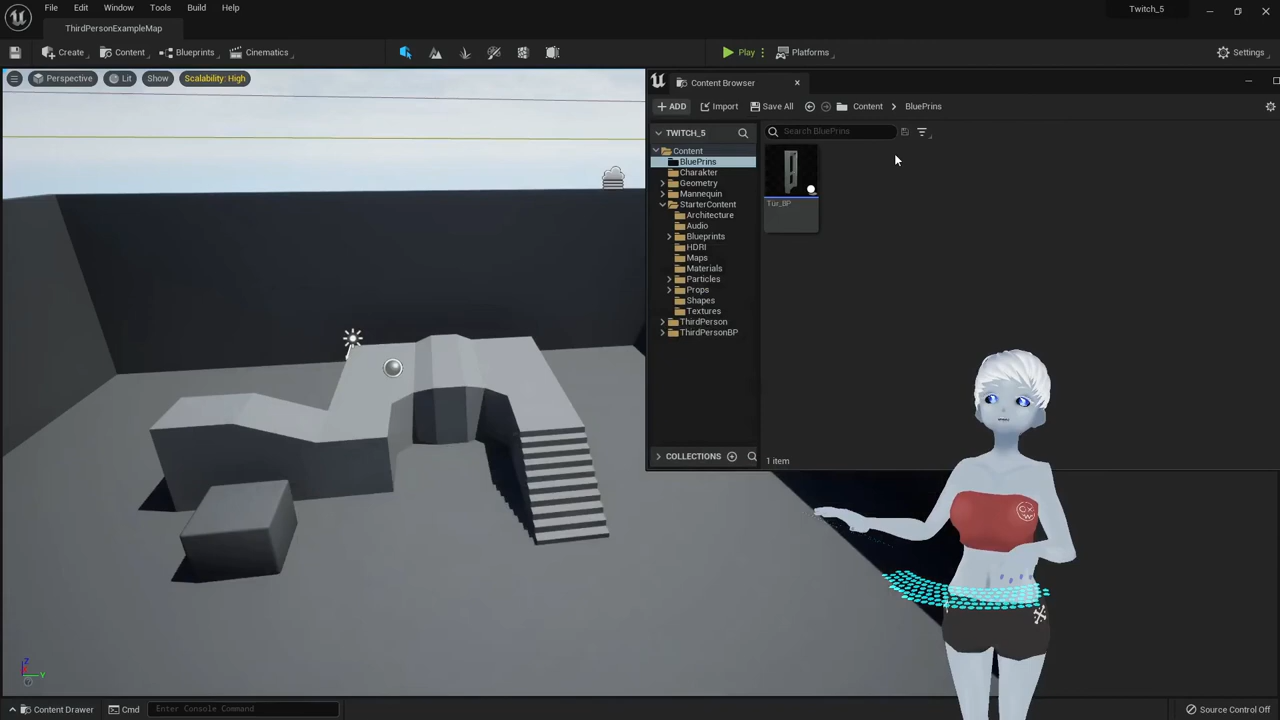 File Edit Window Tools Build Help
Twitch_5
ThirdPersonExampleMap
Create Content Blueprints Cinematics Play Platforms Settings
Perspective Lit Show Scalability: High
Content Browser
ADD Import Save All Content BluePrins
TWITCH_5
Search BluePrins
Content
BluePrins
Charakter
Geometry
Mannequin
StarterContent
Architecture
Audio
Blueprints
HDRI
Maps
Materials
Particles
Props
Shapes
Textures
ThirdPerson
ThirdPersonBP
Tür_BP
COLLECTIONS
1 item
Z
Y
Content Drawer Cmd Enter Console Command Source Control Off